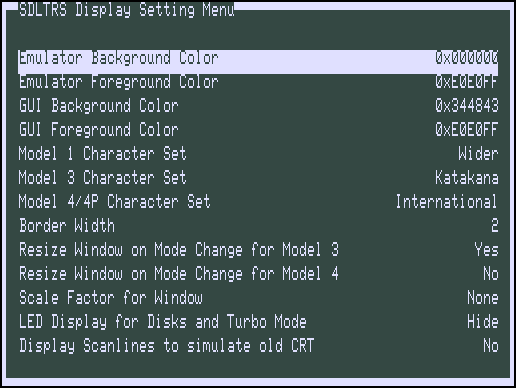 SDLTRS Display Setting Menu
Emulator Background Color 0x000000
Emulator Foreground Color 0xE0E0FF
GUI Background Color 0x344843
GUI Foreground Color 0xE0E0FF
Model 1 Character Set Wider
Model 3 Character Set Katakana
Model 4/4P Character Set International
Border Width 2
Resize Window on Mode Change for Model 3 Yes
Resize Window on Mode Change for Model 4 No
Scale Factor for Window None
LED Display for Disks and Turbo Mode Hide
Display Scanlines to simulate old CRT No